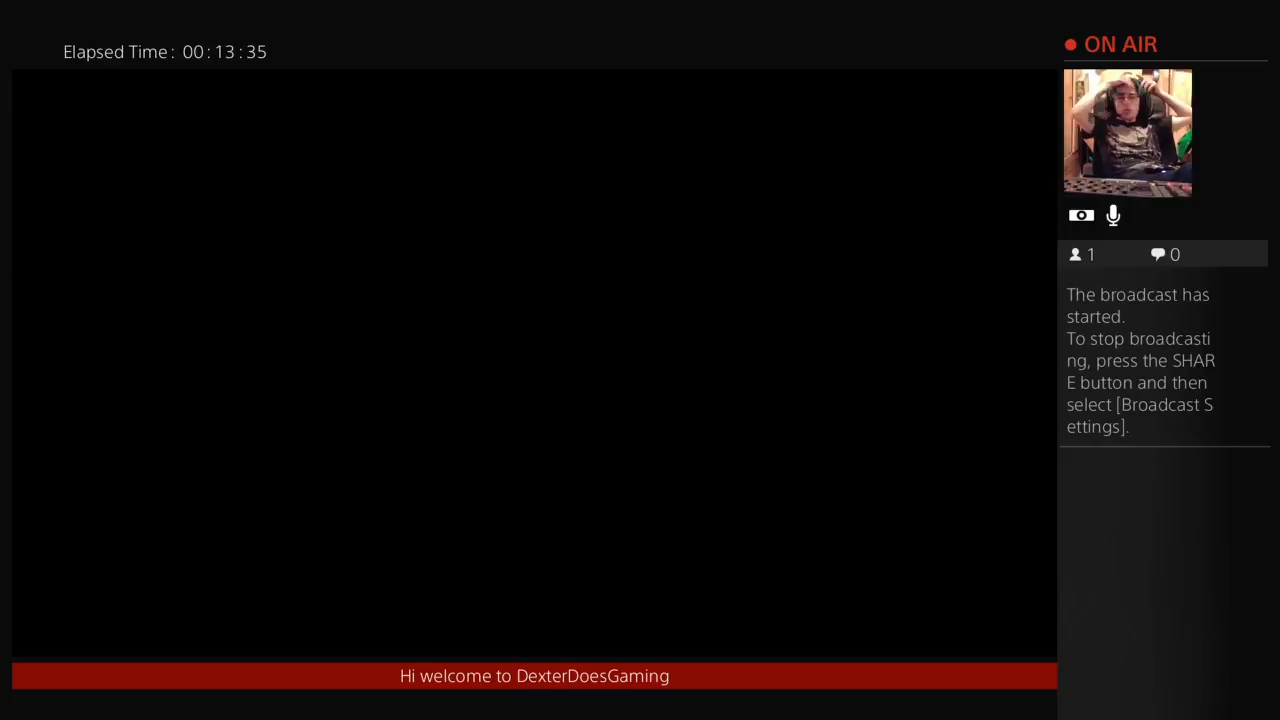 Elapsed Time: 00:13:35
ON AIR
1 0
The broadcast has
started.
To stop broadcasti
ng, press the SHAR
E button and then
select [Broadcast S
ettings].
Hi welcome to DexterDoesGaming